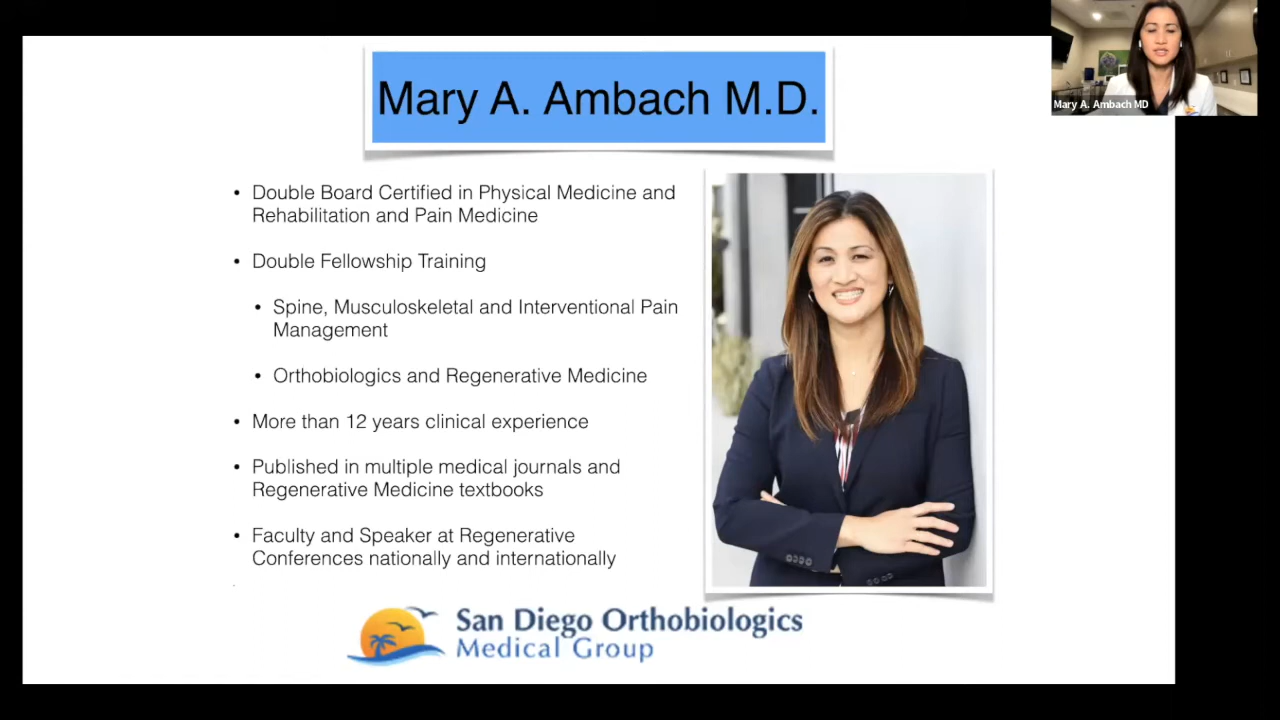 Mary A. Ambach M.D.
Mary A. Ambach MD
• Double Board Certified in Physical Medicine and
Rehabilitation and Pain Medicine
• Double Fellowship Training
• Spine, Musculoskeletal and Interventional Pain
Management
• Orthobiologics and Regenerative Medicine
• More than 12 years clinical experience
• Published in multiple medical journals and
Regenerative Medicine textbooks
• Faculty and Speaker at Regenerative
Conferences nationally and internationally
San Diego Orthobiologics
Medical Group